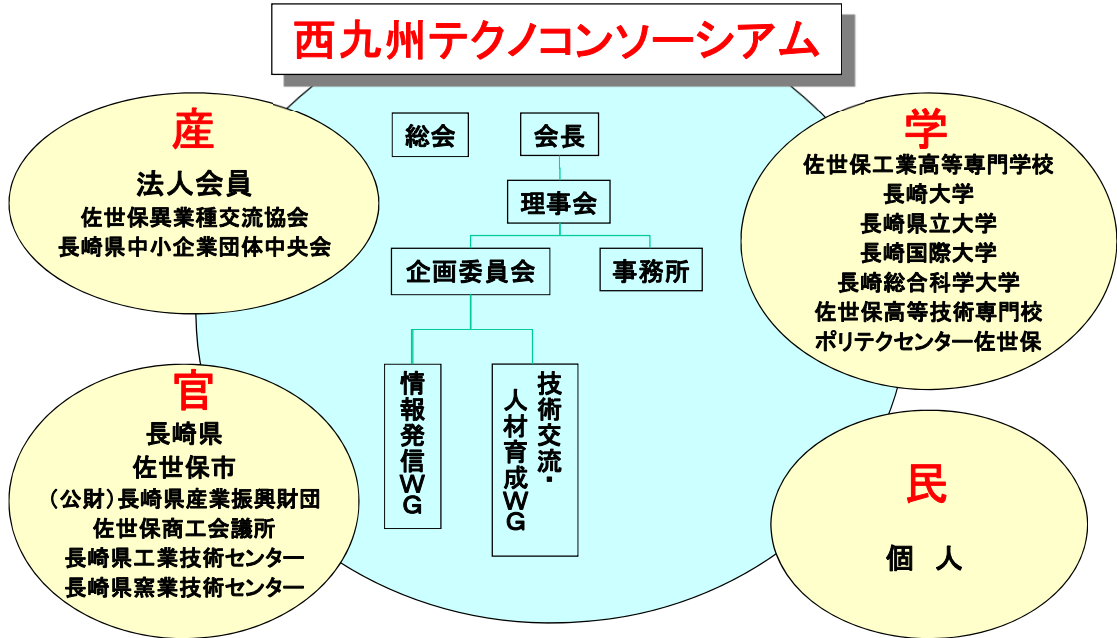 西九州テクノコンソーシアム
産
法人会員
佐世保異業種交流協会
長崎県中小企業団体中央会
総会
会長
理事会
企画委員会
事務所
情報発信WG
技術交流・
人材育成WG
学
佐世保工業高等専門学校
長崎大学
長崎県立大学
長崎国際大学
長崎総合科学大学
佐世保高等技術専門校
ポリテクセンター佐世保
官
長崎県
佐世保市
(公財)長崎県産業振興財団
佐世保商工会議所
長崎県工業技術センター
長崎県窯業技術センター
民
個 人